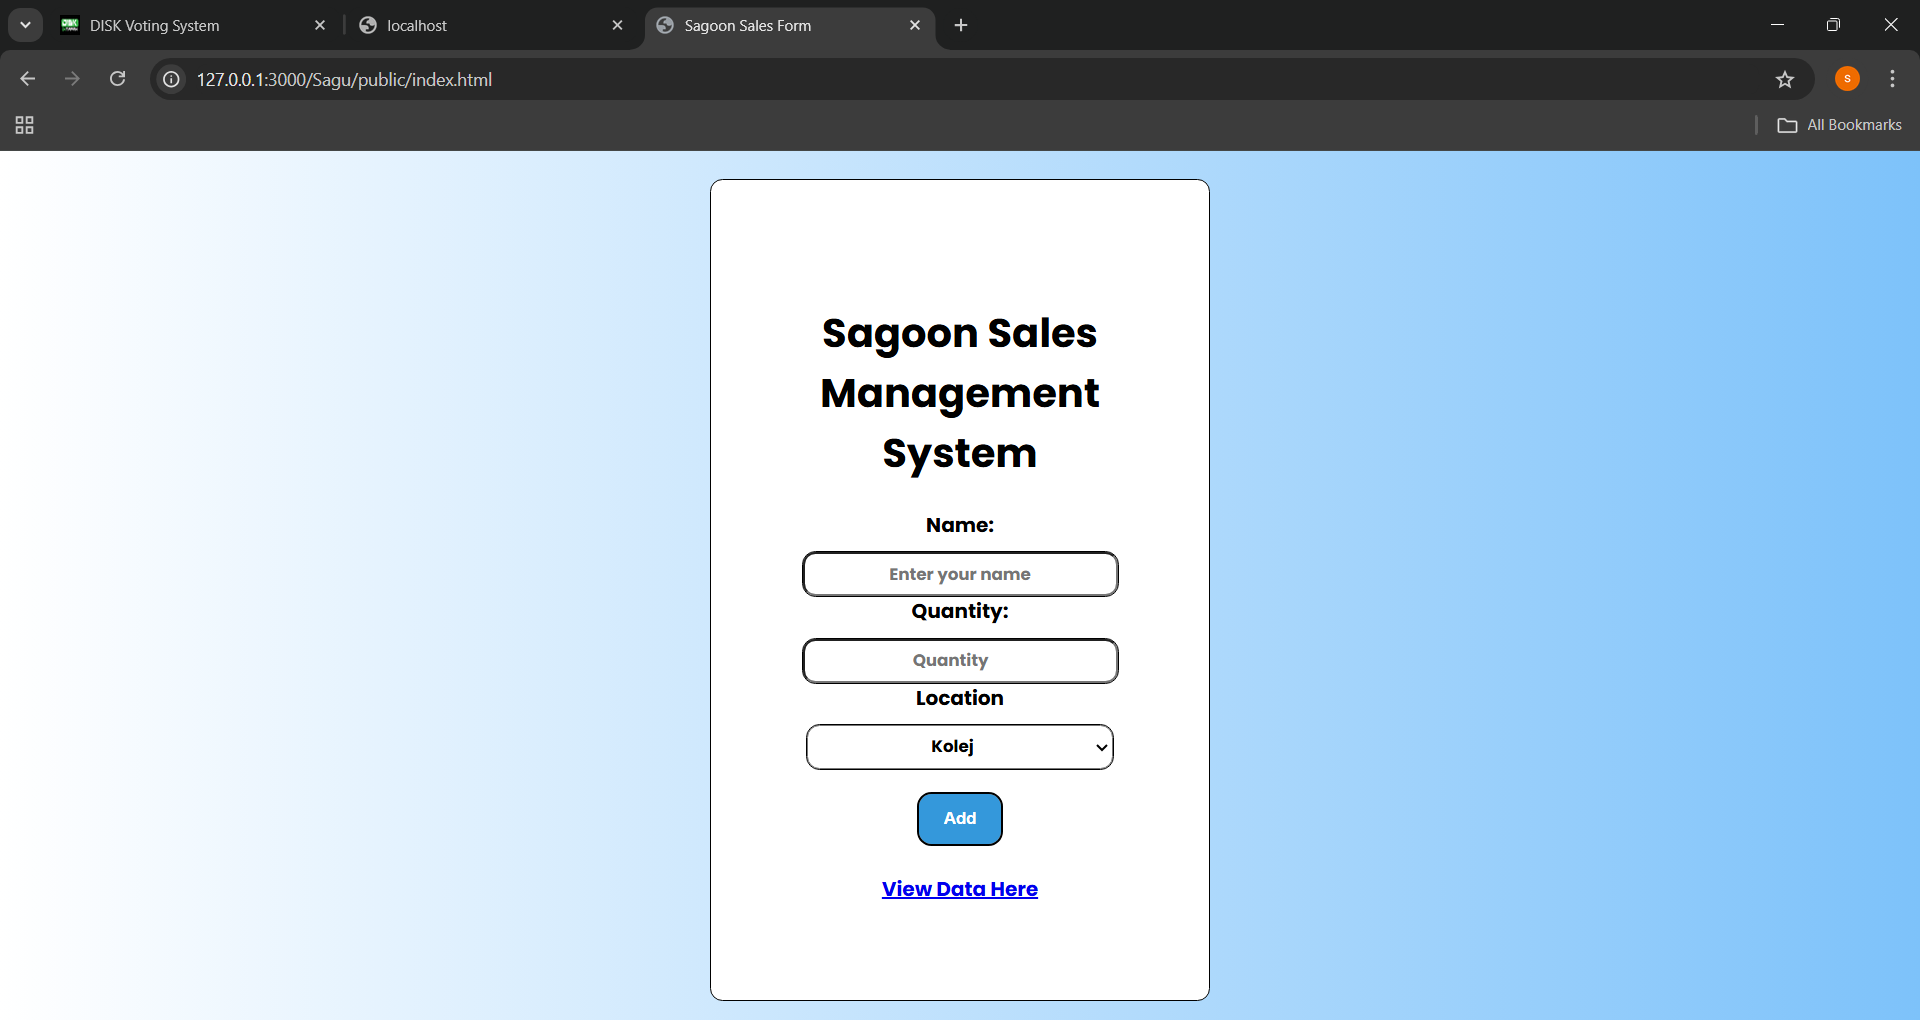 DISK Voting System
localhost
Sagoon Sales Form
127.0.0.1:3000/Sagu/public/index.html
S
All Bookmarks
Sagoon Sales
Management
System
Name:
Enter your name
Quantity:
Quantity
Location
Kolej
Add
View Data Here